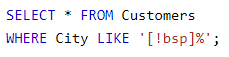 SELECT * FROM Customers
WHERE City LIKE '[!bsp]%';